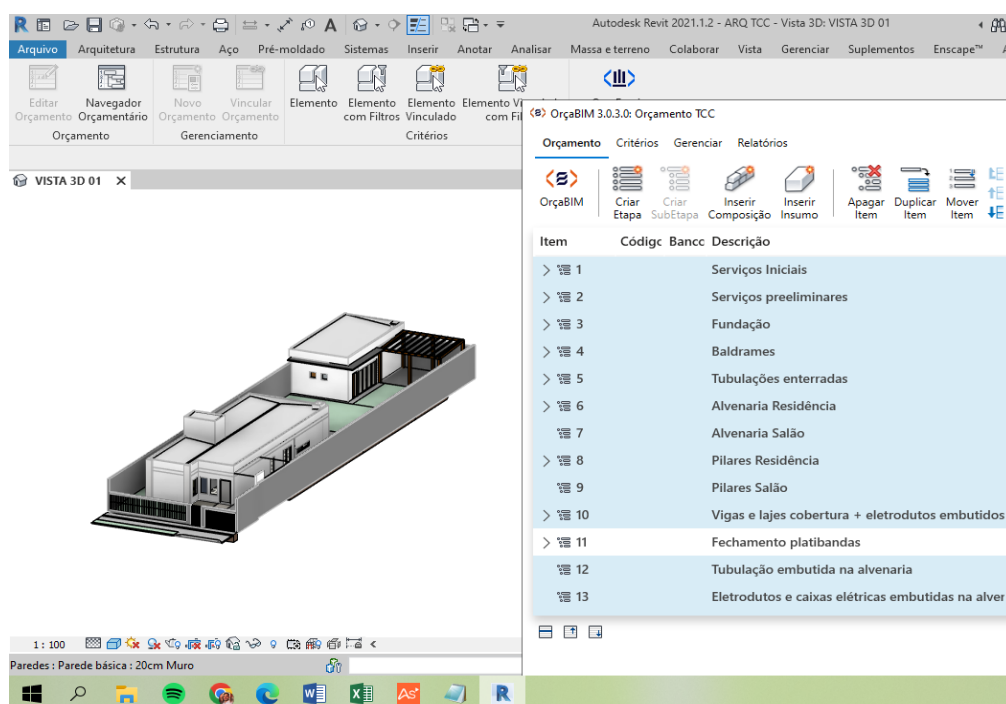 Autodesk Revit 2021.1.2 - ARQ TCC - Vista 3D: VISTA 3D 01
Arquivo Arquitetura Estrutura Aço Pré-moldado Sistemas Inserir Anotar Analisar Massa e terreno Colaborar Vista Gerenciar Suplementos Enscape™ A
Editar Orçamento
Navegador Orçamentário
Novo Orçamento
Vincular Orçamento
Elemento
Elemento com Filtros
Elemento Vinculado
Elemento Vi
com Fil
Orçamento Gerenciamento Critérios
VISTA 3D 01 X
OrçaBIM 3.0.3.0: Orçamento TCC
Orçamento Critérios Gerenciar Relatórios
OrçaBIM
Criar Etapa
Criar SubEtapa
Inserir Composição
Inserir Insumo
Apagar Item
Duplicar Item
Mover Item
Item Códigc Bancc Descrição
1 Serviços Iniciais
2 Serviços preeliminares
3 Fundação
4 Baldrames
5 Tubulações enterradas
6 Alvenaria Residência
7 Alvenaria Salão
8 Pilares Residência
9 Pilares Salão
10 Vigas e lajes cobertura + eletrodutos embutidos
11 Fechamento platibandas
12 Tubulação embutida na alvenaria
13 Eletrodutos e caixas elétricas embutidas na alver
1 : 100
Paredes : Parede básica : 20cm Muro